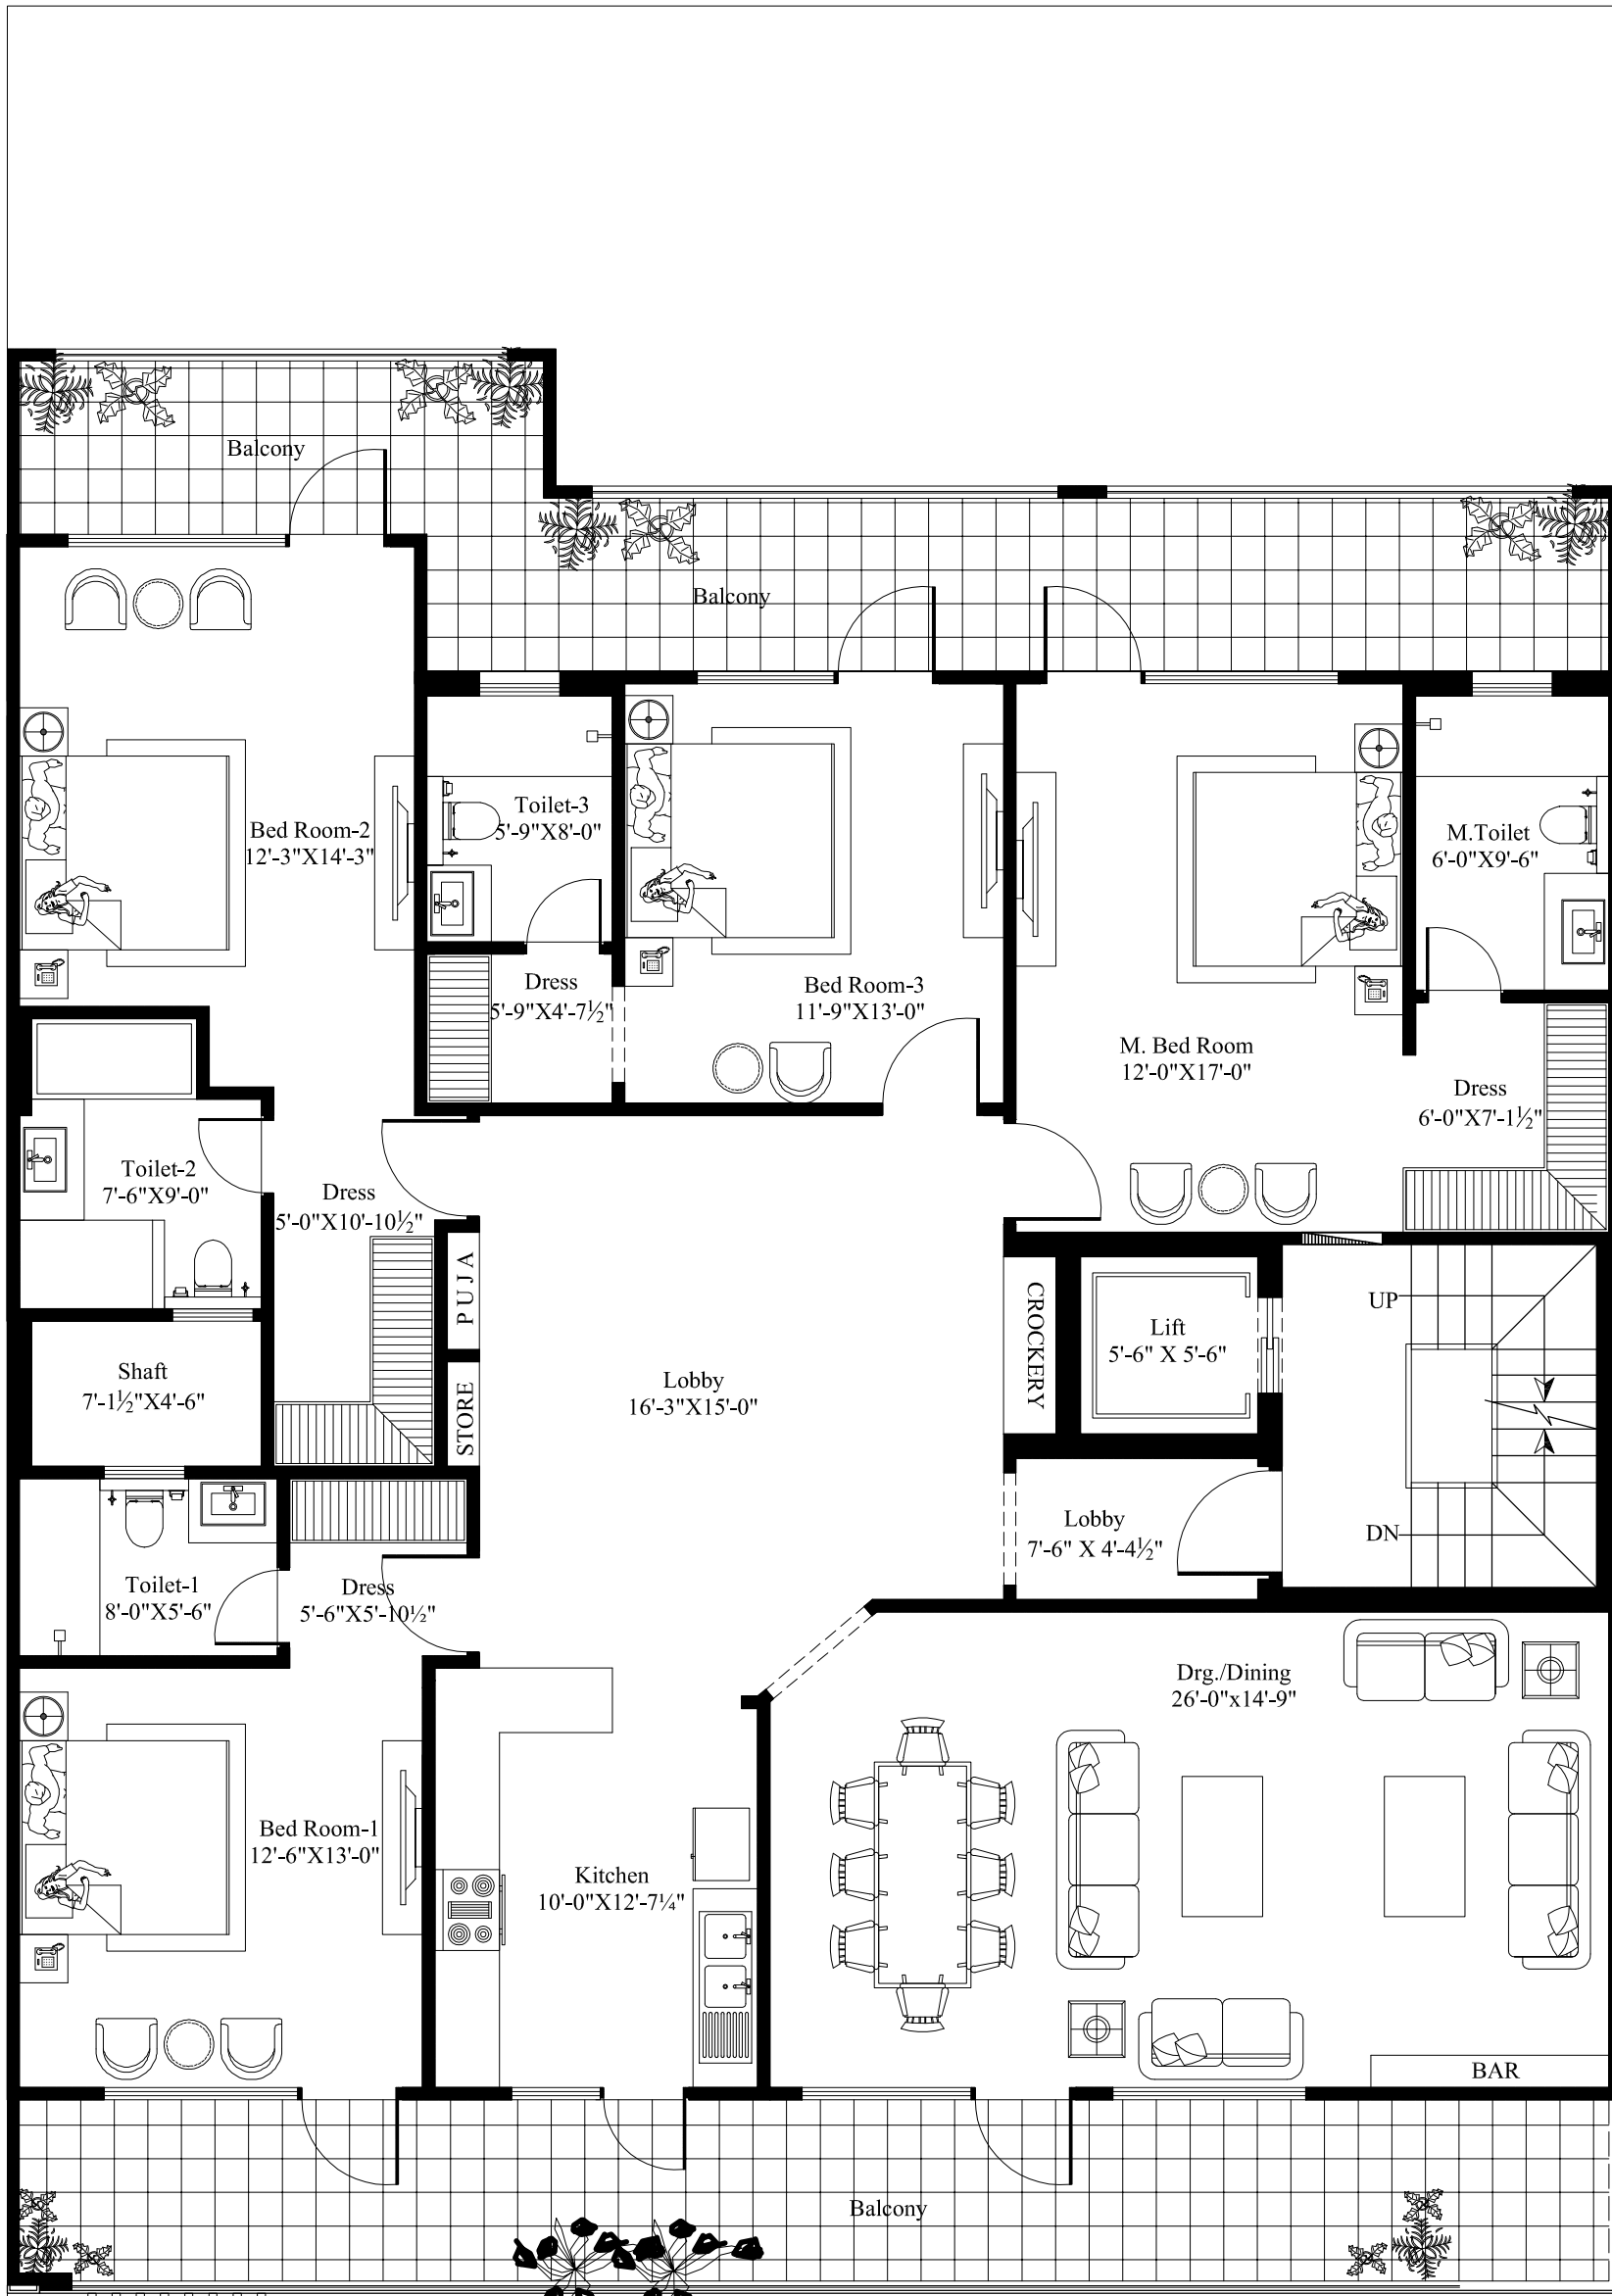 Balcony
Balcony
Bed Room-2
12'-3"X14'-3"
Toilet-3
5'-9"X8'-0"
M.Toilet
6'-0"X9'-6"
Dress
5'-9"X4'-7½"
Bed Room-3
11'-9"X13'-0"
M. Bed Room
12'-0"X17'-0"
Dress
6'-0"X7'-1½"
Toilet-2
7'-6"X9'-0"
Dress
5'-0"X10'-10½"
PUJA
CROCKERY
UP
Lift
5'-6" X 5'-6"
Shaft
7'-1½"X4'-6"
STORE
Lobby
16'-3"X15'-0"
Lobby
7'-6" X 4'-4½"
DN
Toilet-1
8'-0"X5'-6"
Dress
5'-6"X5'-10½"
Drg./Dining
26'-0"x14'-9"
Bed Room-1
12'-6"X13'-0"
Kitchen
10'-0"X12'-7¼"
BAR
Balcony